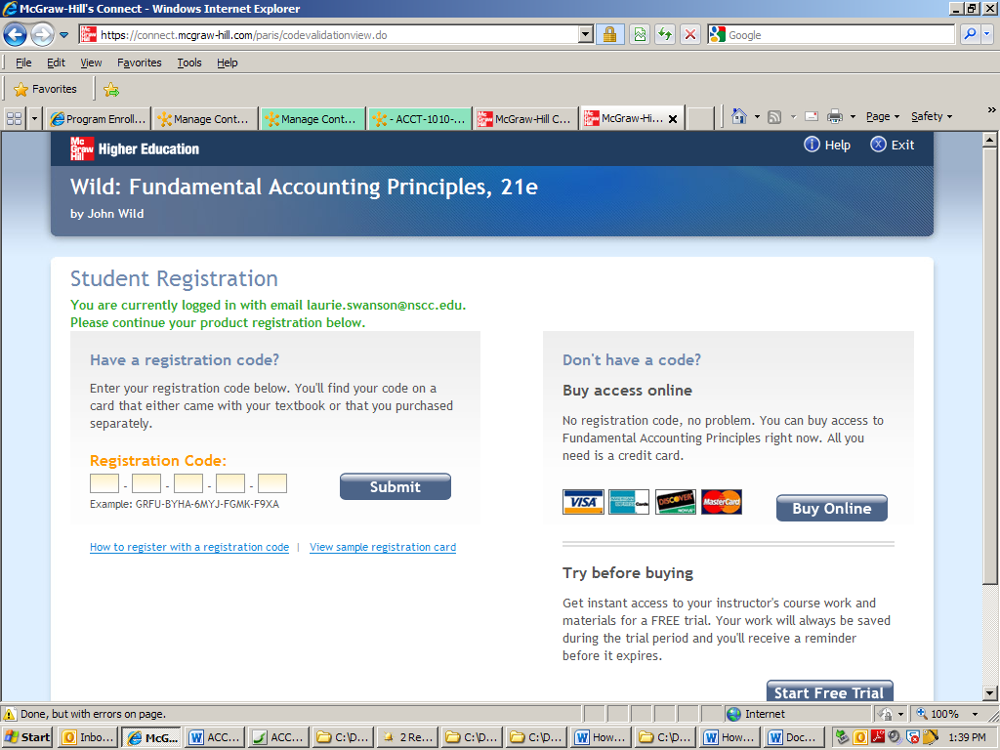 McGraw-Hill's Connect - Windows Internet Explorer
https://connect.mcgraw-hill.com/paris/codevalidationview.do
Google
File Edit View Favorites Tools Help
Favorites
Program Enroll... Manage Cont... Manage Cont... - ACCT-1010-... McGraw-Hill C... McGraw-Hi... Page Safety
Mc Graw Hill Higher Education Help Exit
Wild: Fundamental Accounting Principles, 21e
by John Wild
Student Registration
You are currently logged in with email laurie.swanson@nscc.edu.
Please continue your product registration below.
Have a registration code?
Enter your registration code below. You'll find your code on a
card that either came with your textbook or that you purchased
separately.
Registration Code:
- - - -
Submit
Example: GRFU-BYHA-6MYJ-FGMK-F9XA
How to register with a registration code | View sample registration card
Don't have a code?
Buy access online
No registration code, no problem. You can buy access to
Fundamental Accounting Principles right now. All you
need is a credit card.
VISA DISCOVER MasterCard
Buy Online
Try before buying
Get instant access to your instructor's course work and
materials for a FREE trial. Your work will always be saved
during the trial period and you'll receive a reminder
before it expires.
Start Free Trial
Done, but with errors on page. Internet 100%
Start Inbo... McG... ACC... ACC... C:\D... 2 Re... C:\D... C:\D... How... C:\D... How... Doc... 1:39 PM